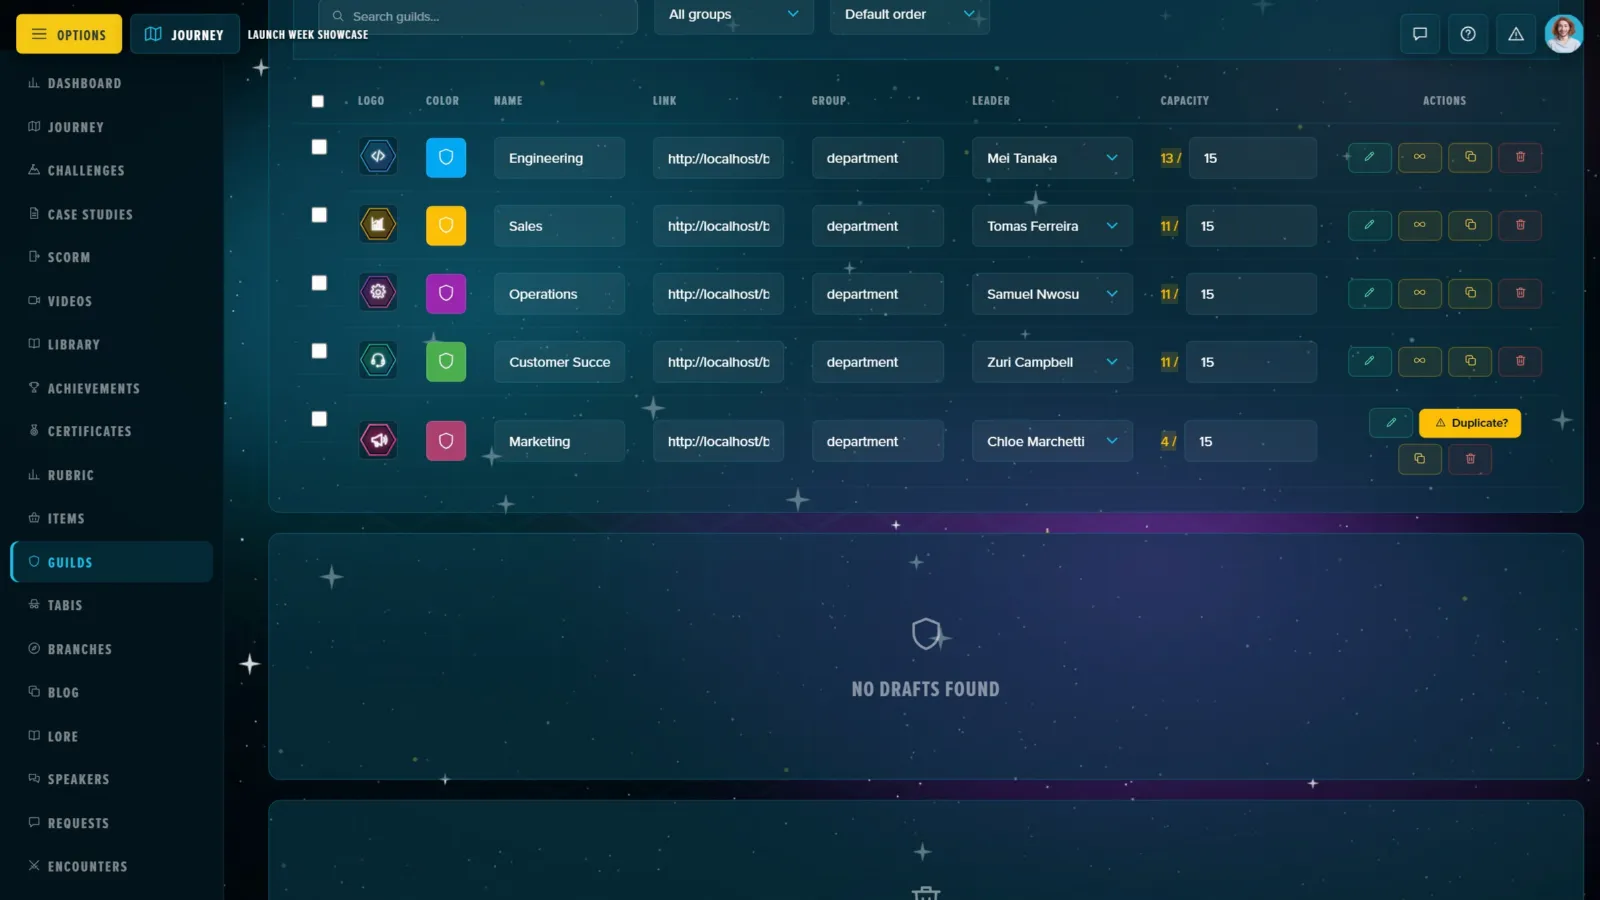 Search guilds...
All groups
Default order
OPTIONS
JOURNEY
LAUNCH WEEK SHOWCASE
DASHBOARD
JOURNEY
CHALLENGES
CASE STUDIES
SCORM
VIDEOS
LIBRARY
ACHIEVEMENTS
CERTIFICATES
RUBRIC
ITEMS
GUILDS
TABIS
BRANCHES
BLOG
LORE
SPEAKERS
REQUESTS
ENCOUNTERS
LOGO COLOR NAME LINK GROUP LEADER CAPACITY ACTIONS
Engineering http://localhost/b department Mei Tanaka 13 / 15
Sales http://localhost/b department Tomas Ferreira 11 / 15
Operations http://localhost/b department Samuel Nwosu 11 / 15
Customer Succe http://localhost/b department Zuri Campbell 11 / 15
Marketing http://localhost/b department Chloe Marchetti 4 / 15 Duplicate?
NO DRAFTS FOUND